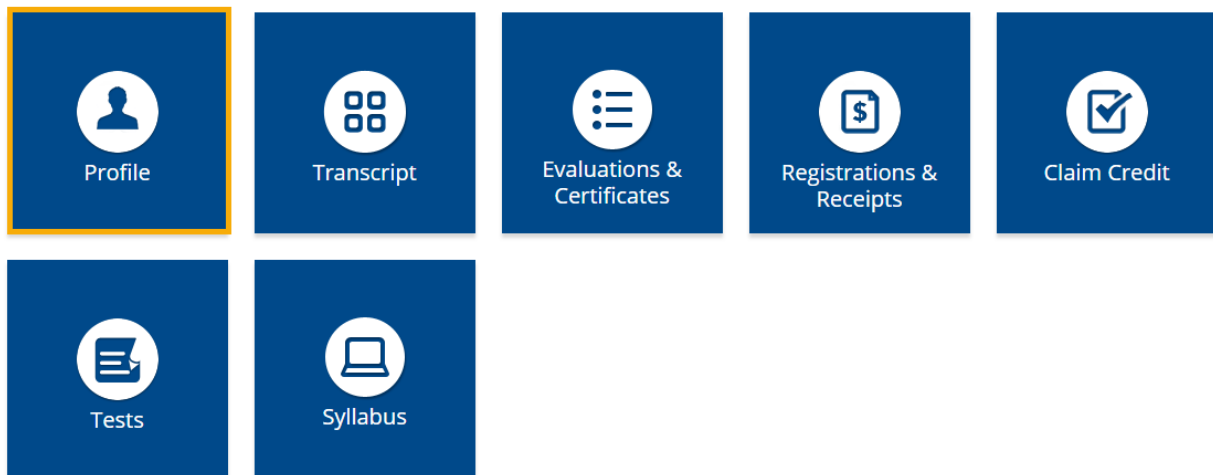 Profile
Transcript
Evaluations &
Certificates
$
Registrations &
Receipts
Claim Credit
Tests
Syllabus